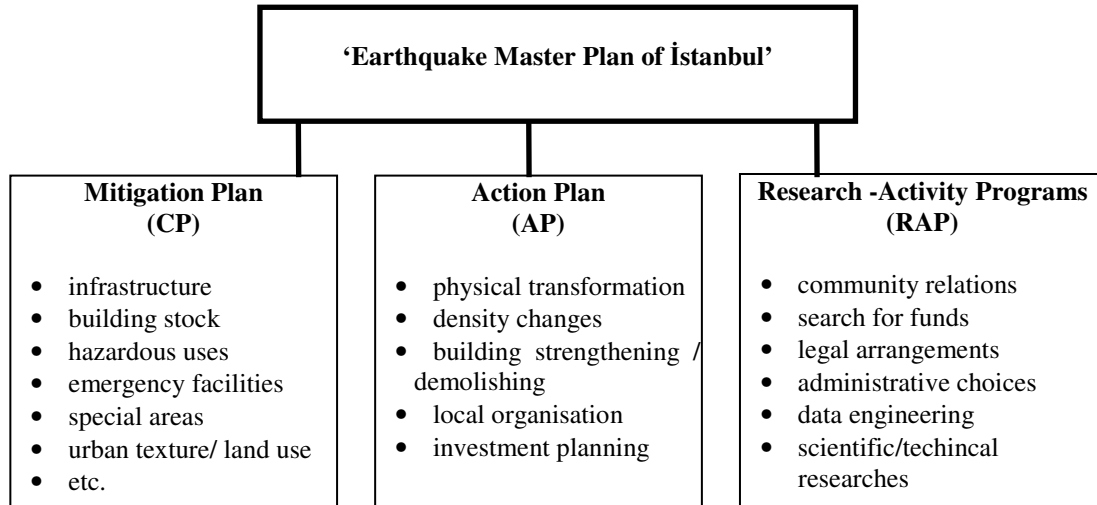 ‘Earthquake Master Plan of İstanbul’
Mitigation Plan
(CP)
• infrastructure
• building stock
• hazardous uses
• emergency facilities
• special areas
• urban texture/ land use
• etc.
Action Plan
(AP)
• physical transformation
• density changes
• building strengthening /
demolishing
• local organisation
• investment planning
Research -Activity Programs
(RAP)
• community relations
• search for funds
• legal arrangements
• administrative choices
• data engineering
• scientific/techincal
researches